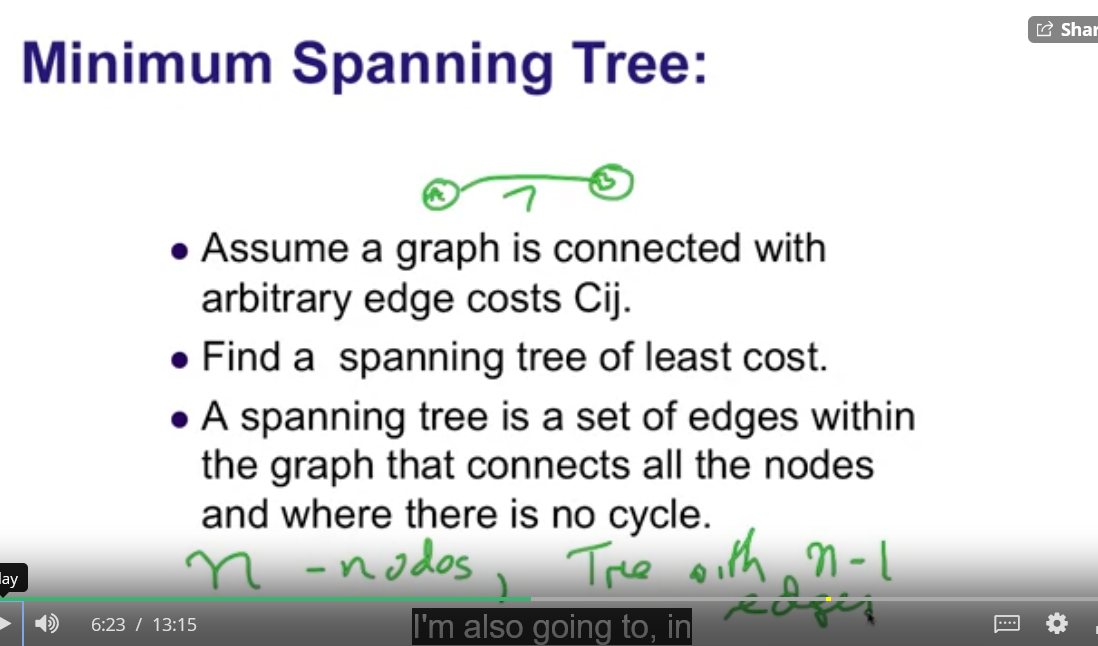 Shar
Minimum Spanning Tree:
A 7 B
• Assume a graph is connected with
arbitrary edge costs Cij.
• Find a spanning tree of least cost.
• A spanning tree is a set of edges within
the graph that connects all the nodes
and where there is no cycle.
n - nodes, Tree with n-1
edges
lay
6:23 / 13:15
I'm also going to, in